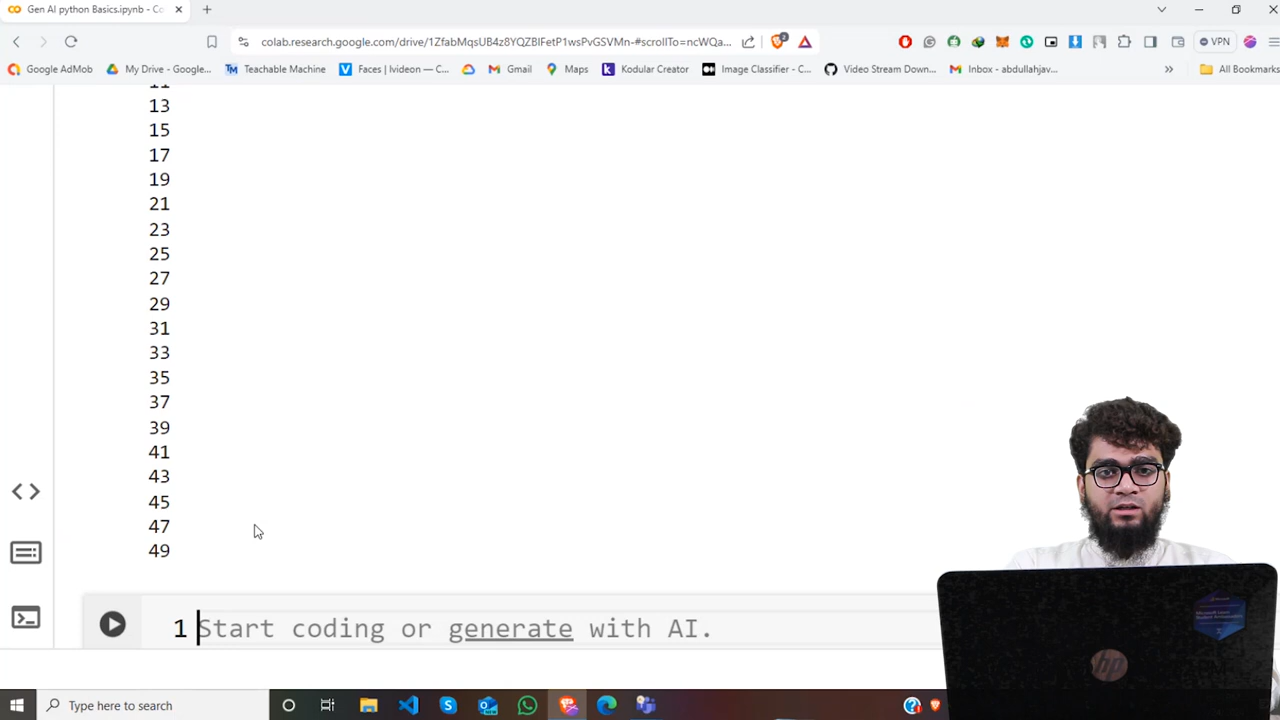 Gen AI python Basics.ipynb - Co
colab.research.google.com/drive/1ZfabMqsUB4z8YQZBIFetP1wsPvGSVMn-#scrollTo=ncWQa...
2
VPN
Google AdMob
My Drive - Google...
Teachable Machine
Faces | Ivideon — C...
Gmail
Maps
Kodular Creator
Image Classifier - C...
Video Stream Down...
Inbox - abdullahjav...
»
All Bookmarks
11
13
15
17
19
21
23
25
27
29
31
33
35
37
39
41
43
45
47
49
1 Start coding or generate with AI.
Type here to search
hp